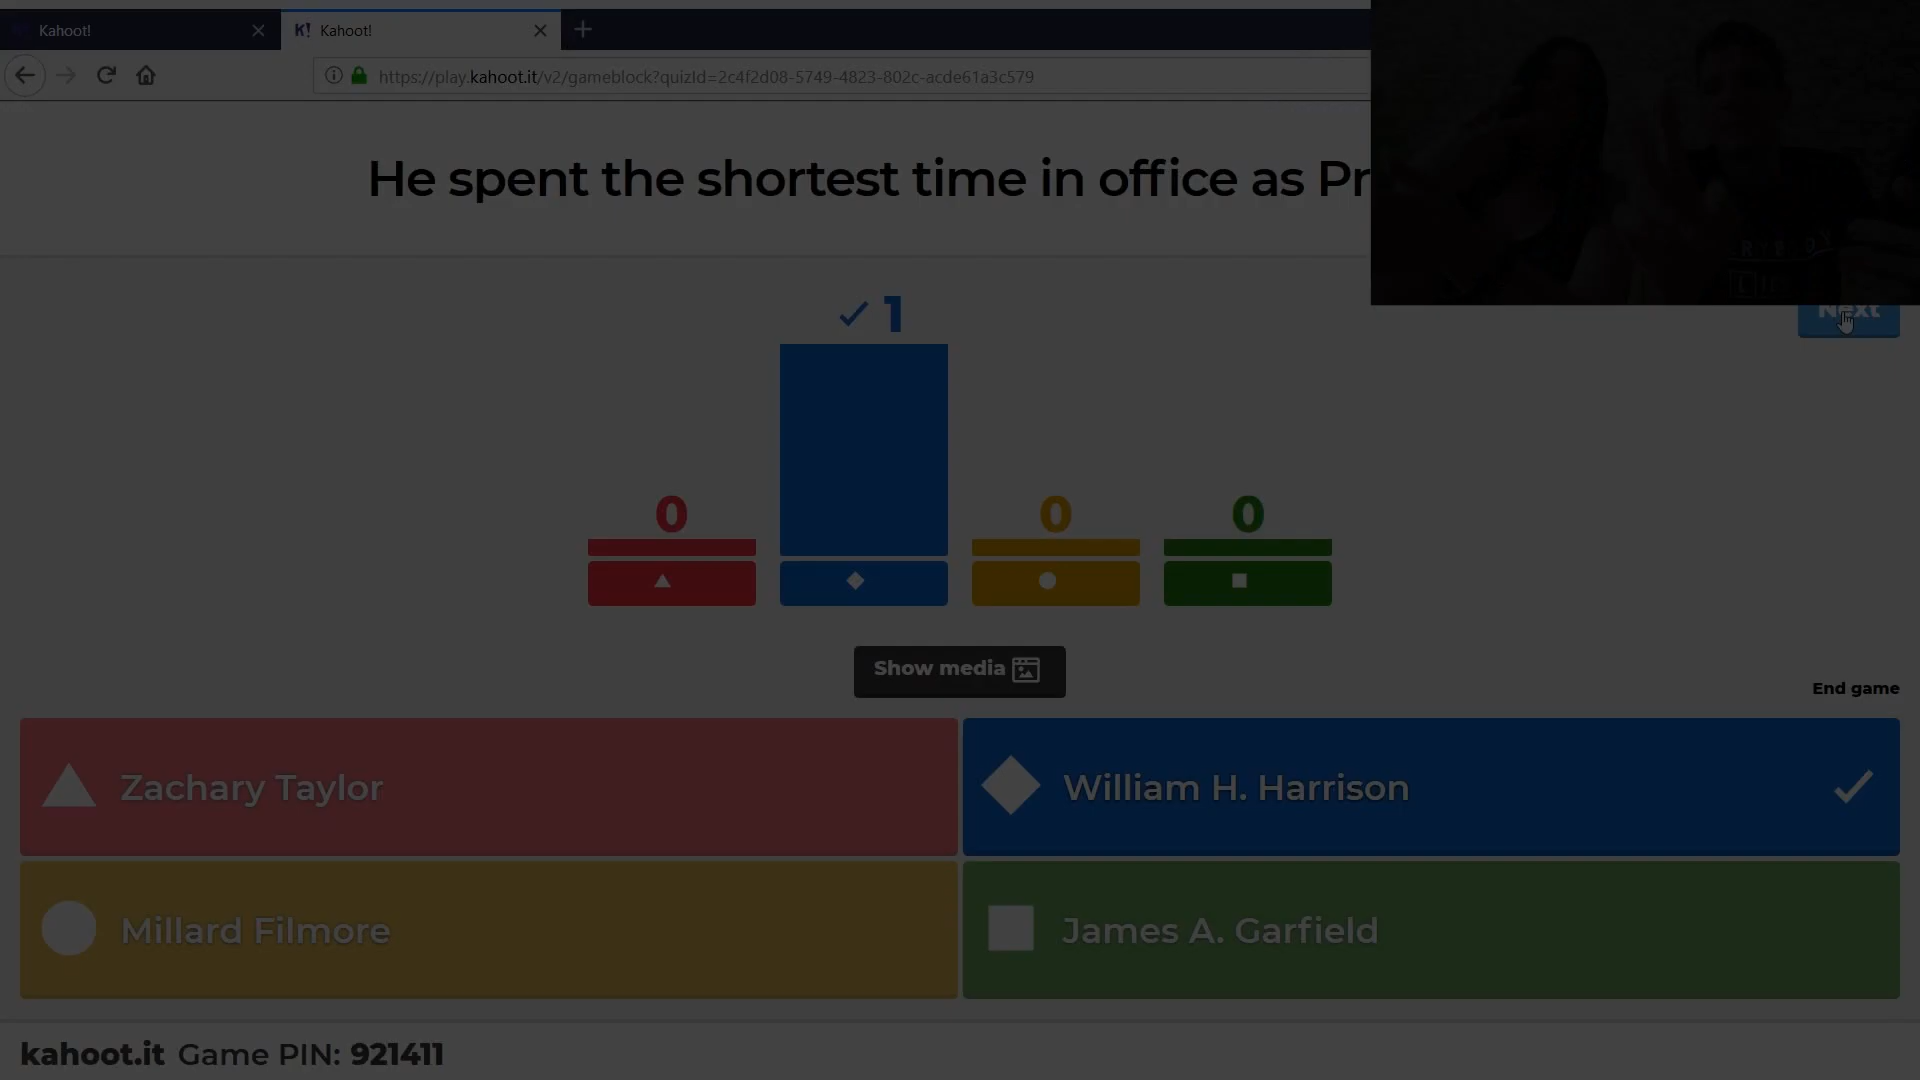 Kahoot!
K! Kahoot!
https://play.kahoot.it/v2/gameblock?quizId=2c4f2d08-5749-4823-802c-acde61a3c579
He spent the shortest time in office as Pr
1
Next
0
0
0
Show media
End game
Zachary Taylor
William H. Harrison
Millard Filmore
James A. Garfield
kahoot.it Game PIN: 921411